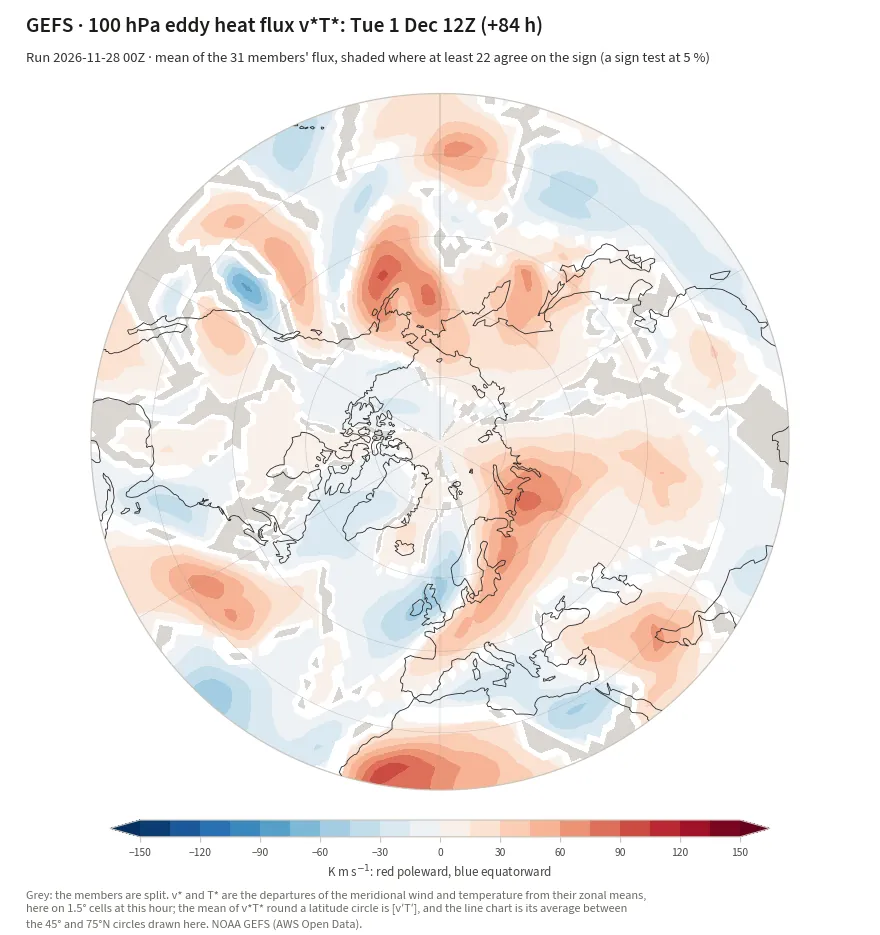 GEFS · 100 hPa eddy heat flux v*T*: Tue 1 Dec 12Z (+84 h)
Run 2026-11-28 00Z · mean of the 31 members' flux, shaded where at least 22 agree on the sign (a sign test at 5 %)
−150 −120 −90 −60 −30 0 30 60 90 120 150
K m s⁻¹: red poleward, blue equatorward
Grey: the members are split. v* and T* are the departures of the meridional wind and temperature from their zonal means,
here on 1.5° cells at this hour; the mean of v*T* round a latitude circle is [v'T'], and the line chart is its average between
the 45° and 75°N circles drawn here. NOAA GEFS (AWS Open Data).